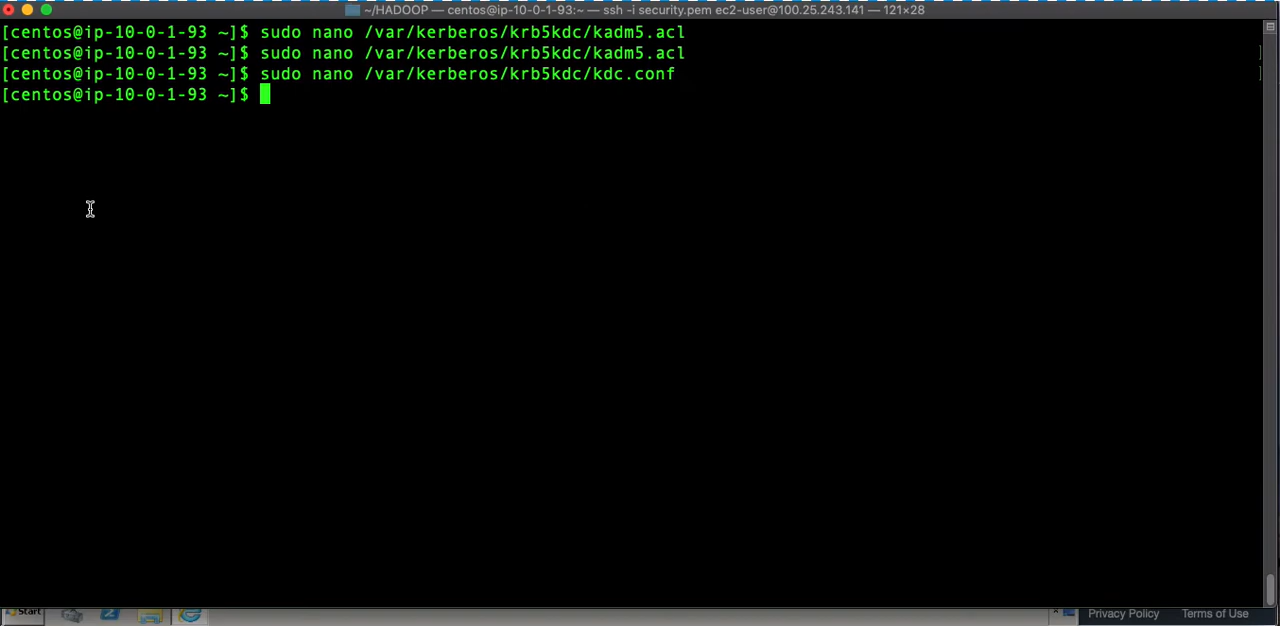 ~/HADOOP — centos@ip-10-0-1-93:~ — ssh -i security.pem ec2-user@100.25.243.141 — 121×28
[centos@ip-10-0-1-93 ~]$ sudo nano /var/kerberos/krb5kdc/kadm5.acl
[centos@ip-10-0-1-93 ~]$ sudo nano /var/kerberos/krb5kdc/kadm5.acl ]
[centos@ip-10-0-1-93 ~]$ sudo nano /var/kerberos/krb5kdc/kdc.conf ]
[centos@ip-10-0-1-93 ~]$
Start Privacy Policy Terms of Use